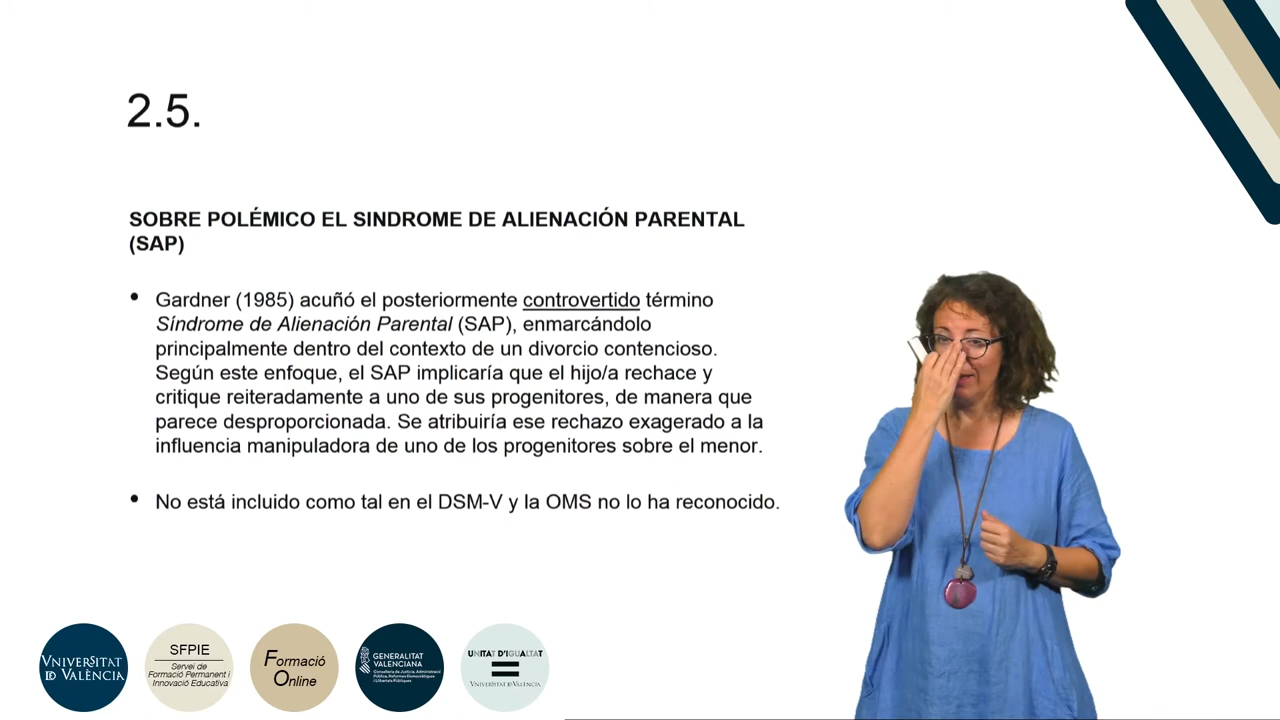 2.5.
SOBRE POLÉMICO EL SINDROME DE ALIENACIÓN PARENTAL
(SAP)
• Gardner (1985) acuñó el posteriormente controvertido término
Síndrome de Alienación Parental (SAP), enmarcándolo
principalmente dentro del contexto de un divorcio contencioso.
Según este enfoque, el SAP implicaría que el hijo/a rechace y
critique reiteradamente a uno de sus progenitores, de manera que
parece desproporcionada. Se atribuiría ese rechazo exagerado a la
influencia manipuladora de uno de los progenitores sobre el menor.
• No está incluido como tal en el DSM-V y la OMS no lo ha reconocido.
VNIVERSITAT
ID VALÈNCIA
SFPIE
Servei de
Formació Permanent i
Innovació Educativa
Formació
Online
GENERALITAT
VALENCIANA
Conselleria de Justícia, Administració
Pública, Reformes Democràtiques
i Llibertats Públiques
UNITAT D'IGUALTAT
VNIVERSITAT ID VALÈNCIA